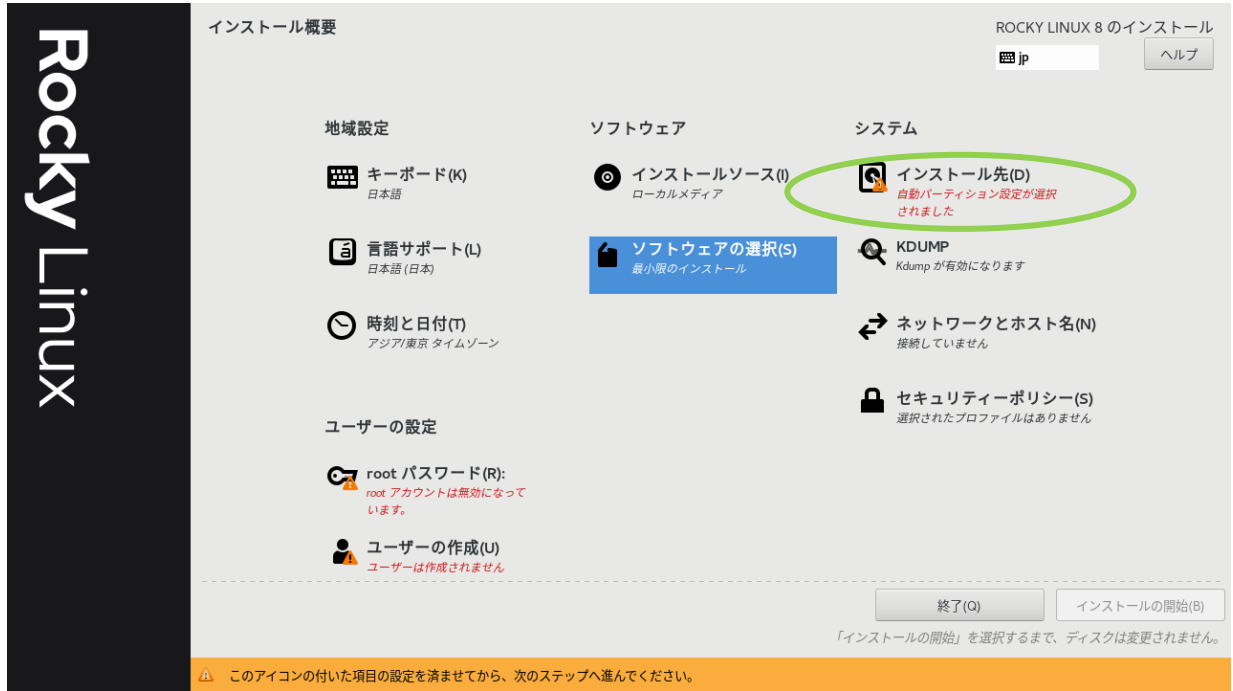 Rocky Linux
インストール概要
ROCKY LINUX 8 のインストール
jp
ヘルプ
地域設定
キーボード(K)
日本語
言語サポート(L)
日本語 (日本)
時刻と日付(T)
アジア/東京 タイムゾーン
ソフトウェア
インストールソース(I)
ローカルメディア
ソフトウェアの選択(S)
最小限のインストール
システム
インストール先(D)
自動パーティション設定が選択
されました
KDUMP
Kdump が有効になります
ネットワークとホスト名(N)
接続していません
セキュリティーポリシー(S)
選択されたプロファイルはありません
ユーザーの設定
root パスワード(R):
root アカウントは無効になって
います。
ユーザーの作成(U)
ユーザーは作成されません
終了(Q)
インストールの開始(B)
「インストールの開始」を選択するまで、ディスクは変更されません。
このアイコンの付いた項目の設定を済ませてから、次のステップへ進んでください。